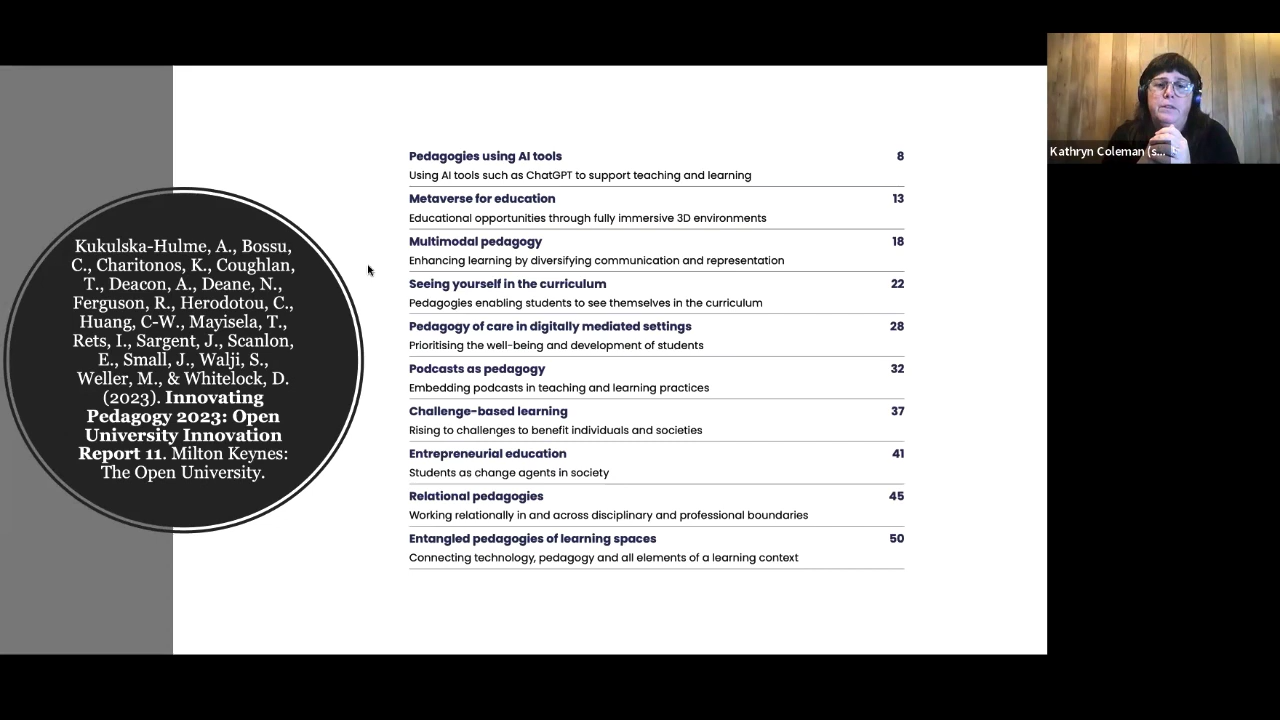 Kukulska-Hulme, A., Bossu,
C., Charitonos, K., Coughlan,
T., Deacon, A., Deane, N.,
Ferguson, R., Herodotou, C.,
Huang, C-W., Mayisela, T.,
Rets, I., Sargent, J., Scanlon,
E., Small, J., Walji, S.,
Weller, M., & Whitelock, D.
(2023). Innovating
Pedagogy 2023: Open
University Innovation
Report 11. Milton Keynes:
The Open University.
Pedagogies using AI tools 8
Using AI tools such as ChatGPT to support teaching and learning
Metaverse for education 13
Educational opportunities through fully immersive 3D environments
Multimodal pedagogy 18
Enhancing learning by diversifying communication and representation
Seeing yourself in the curriculum 22
Pedagogies enabling students to see themselves in the curriculum
Pedagogy of care in digitally mediated settings 28
Prioritising the well-being and development of students
Podcasts as pedagogy 32
Embedding podcasts in teaching and learning practices
Challenge-based learning 37
Rising to challenges to benefit individuals and societies
Entrepreneurial education 41
Students as change agents in society
Relational pedagogies 45
Working relationally in and across disciplinary and professional boundaries
Entangled pedagogies of learning spaces 50
Connecting technology, pedagogy and all elements of a learning context
Kathryn Coleman (s...